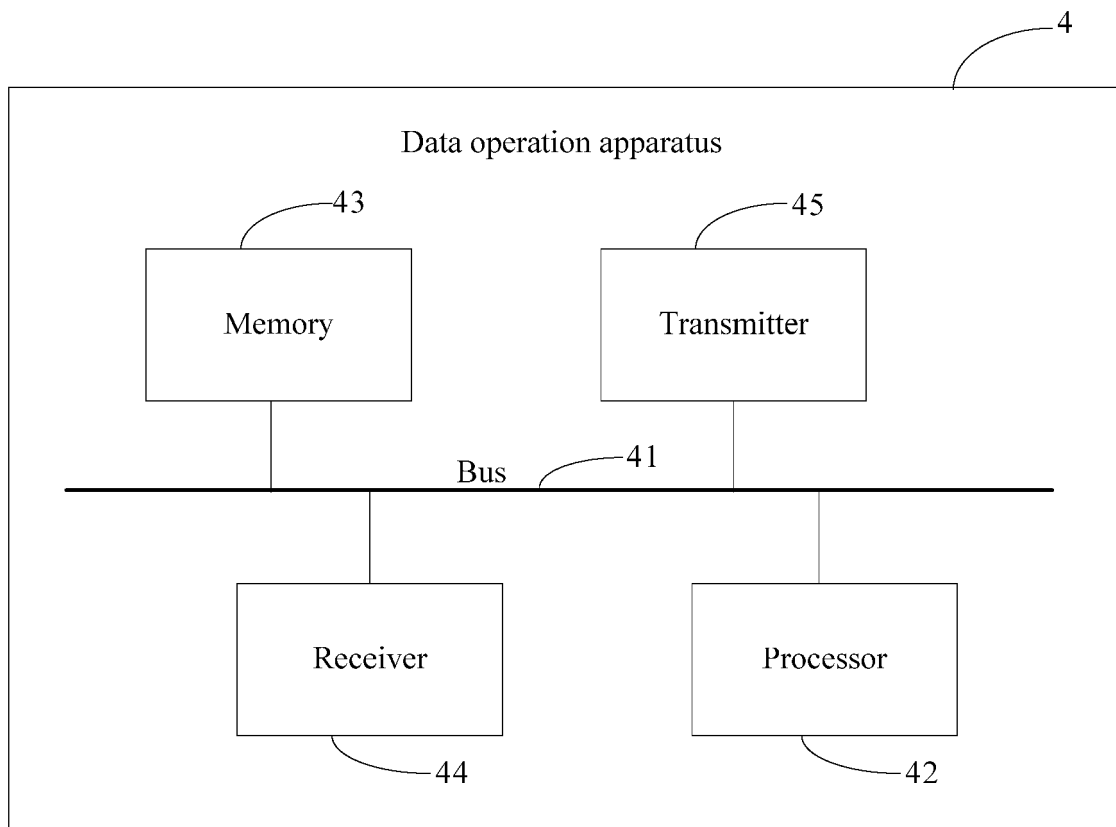 4
Data operation apparatus
43
45
Memory
Transmitter
Bus
41
Receiver
Processor
44
42